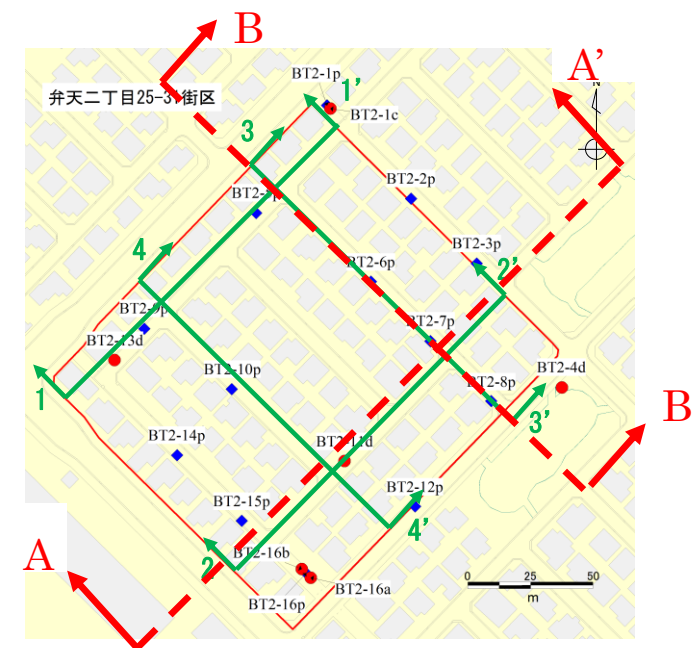 B
A'
BT2-1p
1'
弁天二丁目25-31街区
BT2-1c
3
BT2-2p
4
BT2-3p
2'
BT2-6p
BT2-9p
BT2-7p
BT2-13d
BT2-4d
BT2-10p
BT2-8p
1
3'
B
BT2-14p
BT2-11d
BT2-12p
BT2-15p
4'
A
BT2-16b
2
BT2-16a
BT2-16p
0 25 50
m